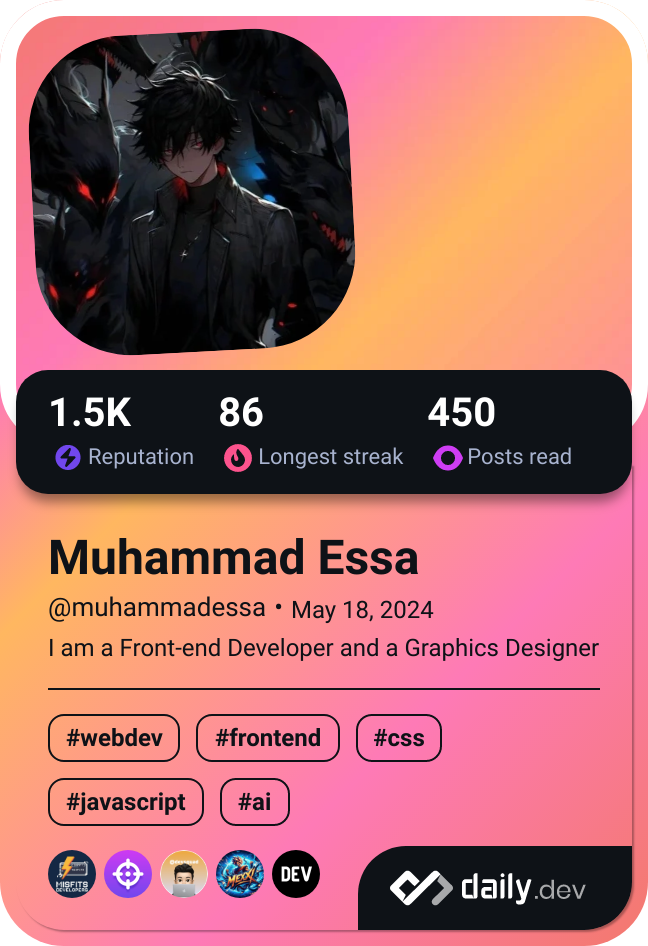 1.5K 86 450
Reputation Longest streak Posts read
Muhammad Essa
@muhammadessa • May 18, 2024
I am a Front-end Developer and a Graphics Designer
#webdev #frontend #css
#javascript #ai
MISFITS
DEVELOPERS
DEV
daily.dev